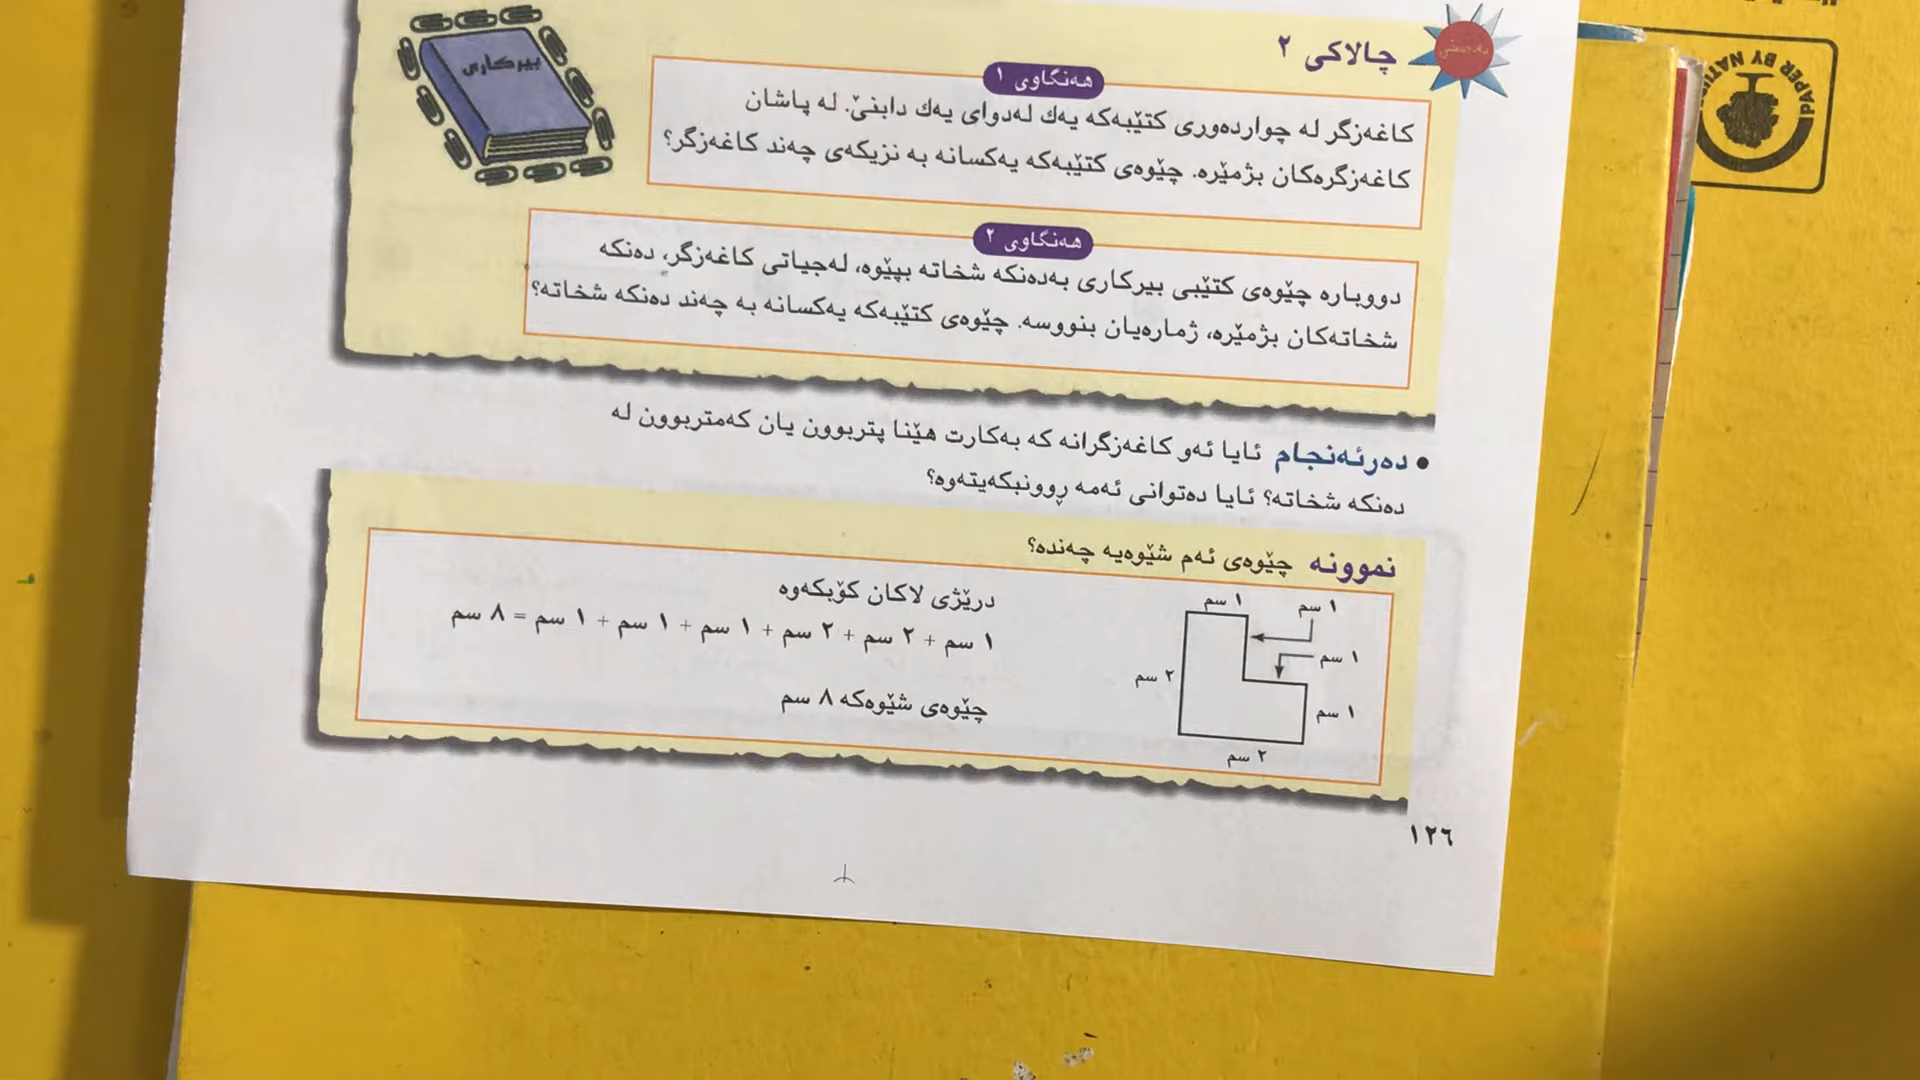 چالاکی ٢
هەنگاوی ١
کاغەزگر لە چواردەوری کتێبەکە یەك لەدوای یەك دابنێ. لە پاشان
کاغەزگرەکان بژمێرە. چێوەی کتێبەکە یەکسانە بە نزیکەی چەند کاغەزگر؟
بیرکاری
هەنگاوی ٢
دووبارە چێوەی کتێبی بیرکاری بەدەنکە شخاتە بپێوە، لەجیاتی کاغەزگر، دەنکە
شخاتەکان بژمێرە، ژمارەیان بنووسە. چێوەی کتێبەکە یەکسانە بە چەند دەنکە شخاتە؟
• دەرئەنجام ئایا ئەو کاغەزگرانە کە بەکارت هێنا پتربوون یان کەمتربوون لە
دەنکە شخاتە؟ ئایا دەتوانی ئەمە ڕوونبکەیتەوە؟
نموونە چێوەی ئەم شێوەیە چەندە؟
درێژی لاکان کۆبکەوە
١ سم + ٢ سم + ٢ سم + ١ سم + ١ سم + ١ سم = ٨ سم
چێوەی شێوەکە ٨ سم
١ سم
١ سم
١ سم
٢ سم
١ سم
٢ سم
١٢٦
PAPER BY NATIO